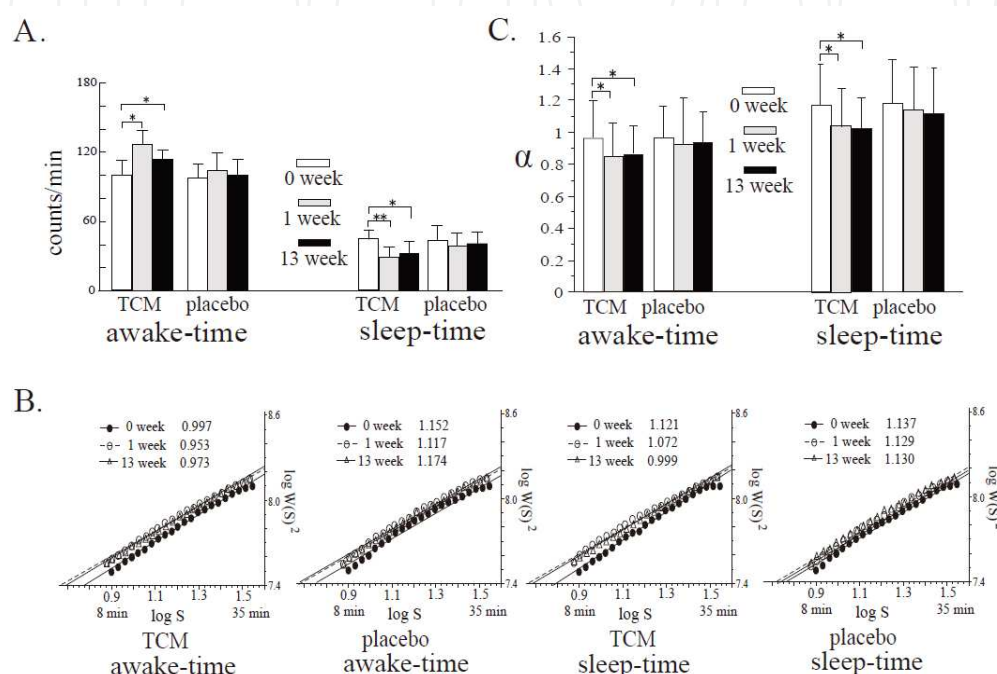 A.
180
120
60
0
counts/min
*
*
**
*
0 week
1 week
13 week
TCM placebo
awake-time
TCM placebo
sleep-time
C.
1.6
1.4
1.2
1
0.8
0.6
0.4
0.2
0
α
*
*
*
*
0 week
1 week
13 week
TCM placebo
awake-time
TCM placebo
sleep-time
B.
0 week 0.997
1 week 0.953
13 week 0.973
8.6
8.0
7.4
log W(S)²
0.9 1.1 1.3 1.5
8 min log S 35 min
TCM
awake-time
0 week 1.152
1 week 1.117
13 week 1.174
8.6
8.0
7.4
log W(S)²
0.9 1.1 1.3 1.5
8 min log S 35 min
placebo
awake-time
0 week 1.121
1 week 1.072
13 week 0.999
8.6
8.0
7.4
log W(S)²
0.9 1.1 1.3 1.5
8 min log S 35 min
TCM
sleep-time
0 week 1.137
1 week 1.129
13 week 1.130
8.6
8.0
7.4
log W(S)²
0.9 1.1 1.3 1.5
8 min log S 35 min
placebo
sleep-time